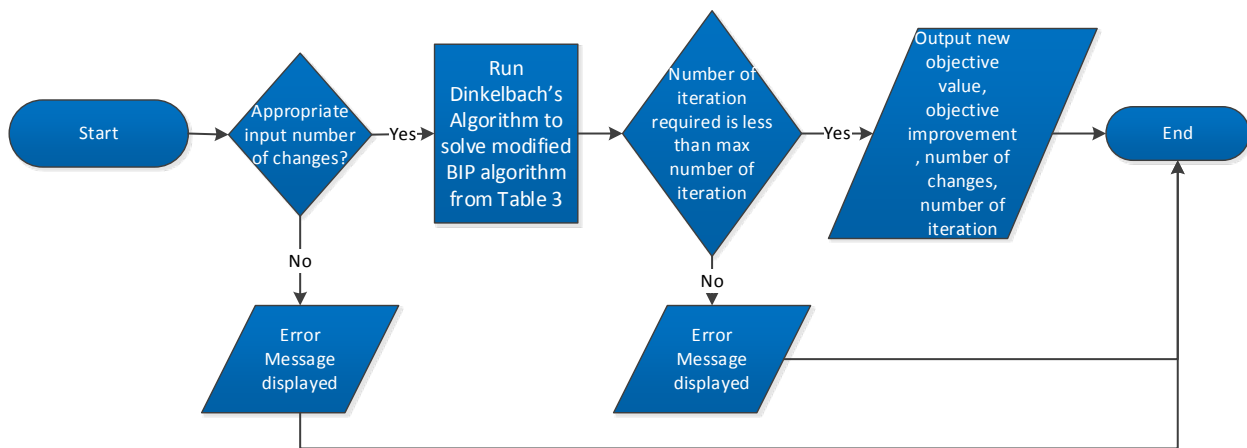 Start
Appropriate
input number
of changes?
Yes
Run
Dinkelbach's
Algorithm to
solve modified
BIP algorithm
from Table 3
Number of
iteration
required is less
than max
number of
iteration
Yes
Output new
objective
value,
objective
improvement
, number of
changes,
number of
iteration
End
No
Error
Message
displayed
No
Error
Message
displayed